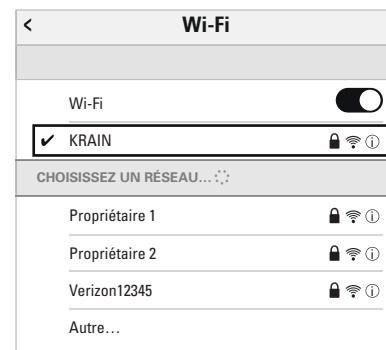 Wi-Fi
Wi-Fi
KRAIN
CHOISISSEZ UN RÉSEAU...
Propriétaire 1
Propriétaire 2
Verizon12345
Autre...